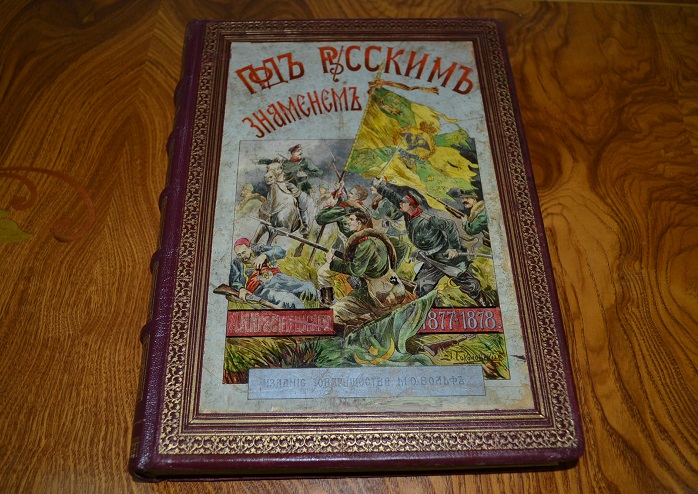 ПОДЪ РУССКИМЪ
ЗНАМЕНЕМЪ
1877-1878.
ИЗДАНІЕ ТОВАРИЩЕСТВА М.О.ВОЛЬФЪ